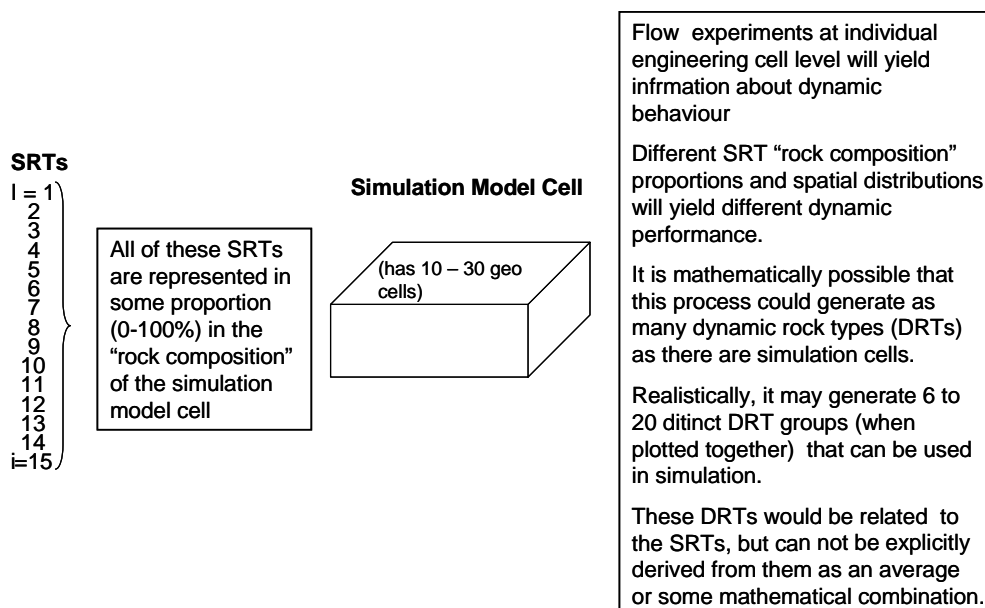 SRTs
I = 1
2
3
4
5
6
7
8
9
10
11
12
13
14
i=15
All of these SRTs
are represented in
some proportion
(0-100%) in the
“rock composition”
of the simulation
model cell
Simulation Model Cell
(has 10 – 30 geo
cells)
Flow experiments at individual
engineering cell level will yield
infrmation about dynamic
behaviour
Different SRT “rock composition”
proportions and spatial distributions
will yield different dynamic
performance.
It is mathematically possible that
this process could generate as
many dynamic rock types (DRTs)
as there are simulation cells.
Realistically, it may generate 6 to
20 ditinct DRT groups (when
plotted together) that can be used
in simulation.
These DRTs would be related to
the SRTs, but can not be explicitly
derived from them as an average
or some mathematical combination.